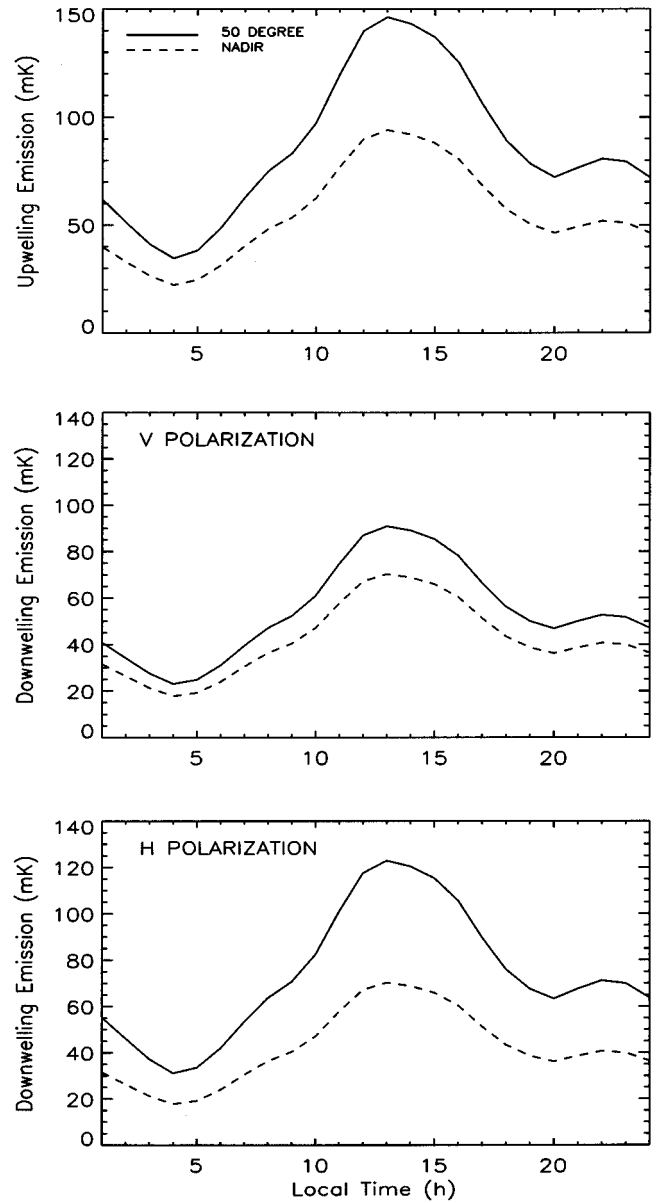 Upwelling Emission (mK)
150
100
50
0
50 DEGREE
NADIR
5 10 15 20
Downwelling Emission (mK)
140
120
100
80
60
40
20
0
V POLARIZATION
5 10 15 20
Downwelling Emission (mK)
140
120
100
80
60
40
20
0
H POLARIZATION
5 10 15 20
Local Time (h)